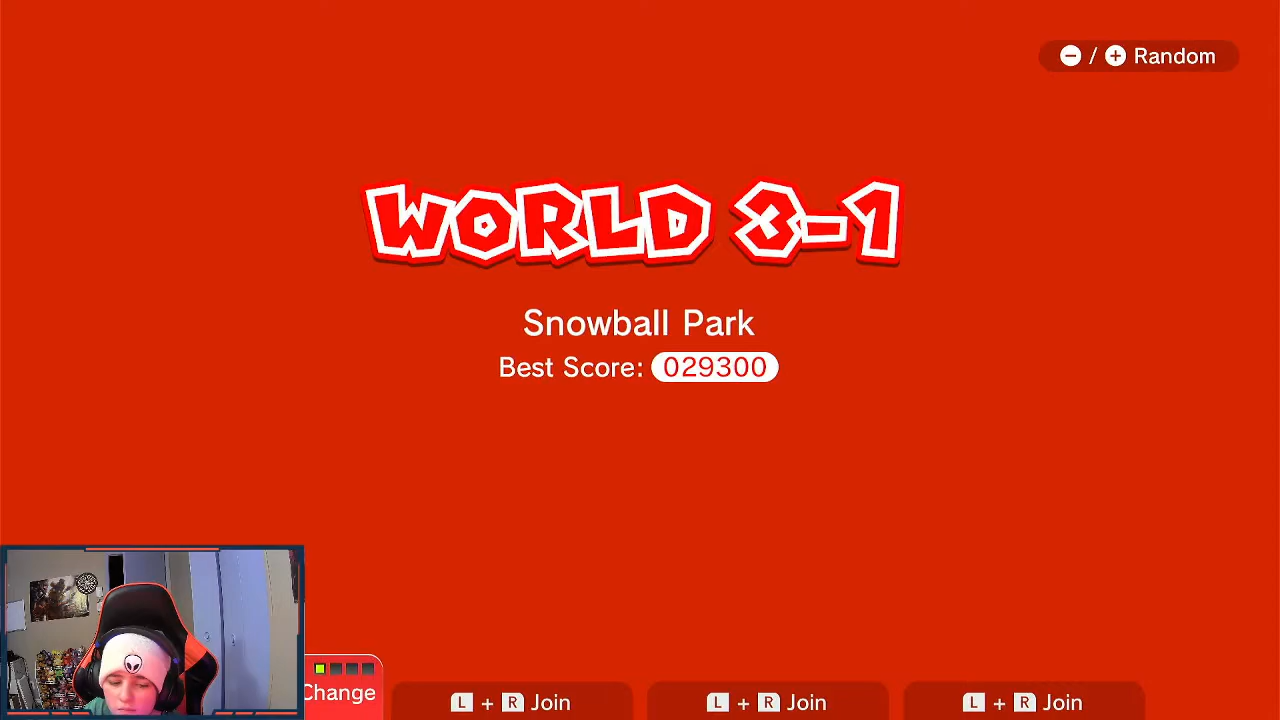 - / + Random
WORLD 3-1
Snowball Park
Best Score: 029300
Change
L + R Join
L + R Join
L + R Join